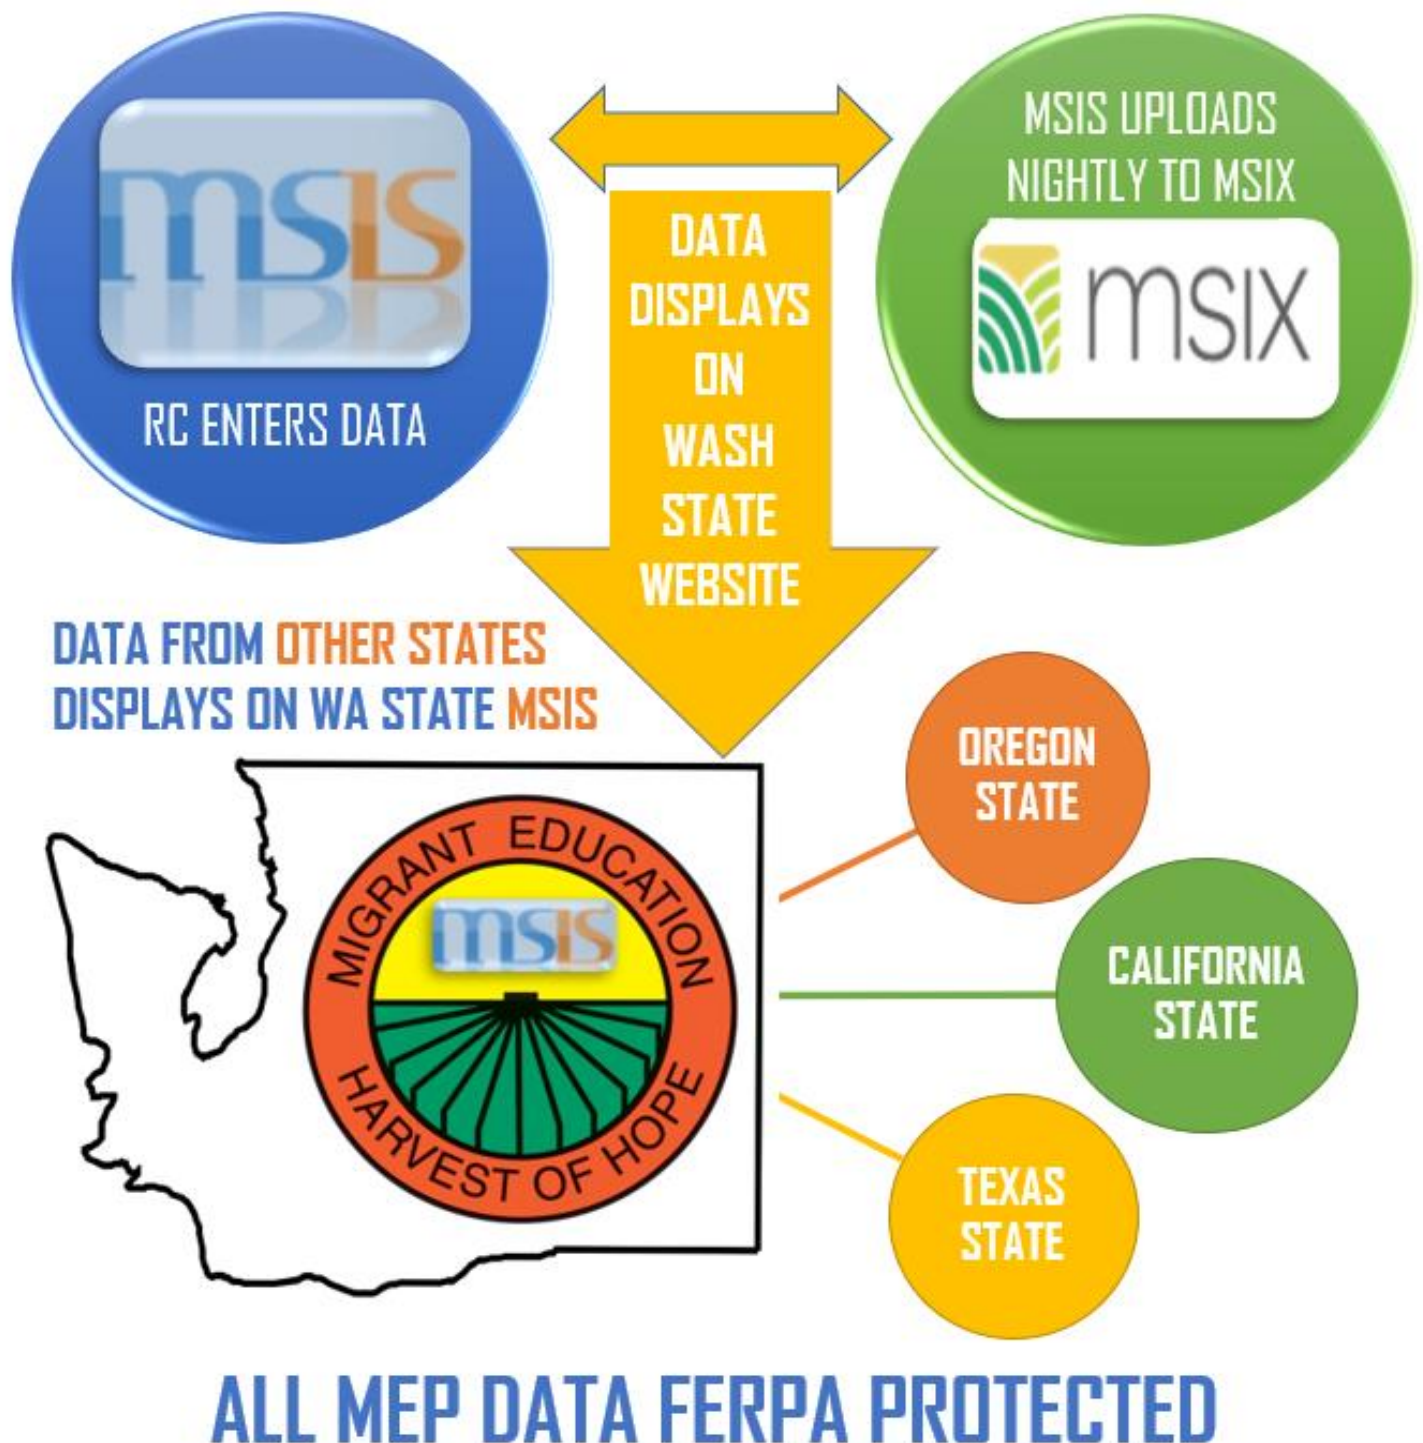 msis
RC ENTERS DATA
MSIS UPLOADS
NIGHTLY TO MSIX
msix
DATA
DISPLAYS
ON
WASH
STATE
WEBSITE
DATA FROM OTHER STATES
DISPLAYS ON WA STATE MSIS
MIGRANT EDUCATION
msis
HARVEST OF HOPE
OREGON
STATE
CALIFORNIA
STATE
TEXAS
STATE
ALL MEP DATA FERPA PROTECTED